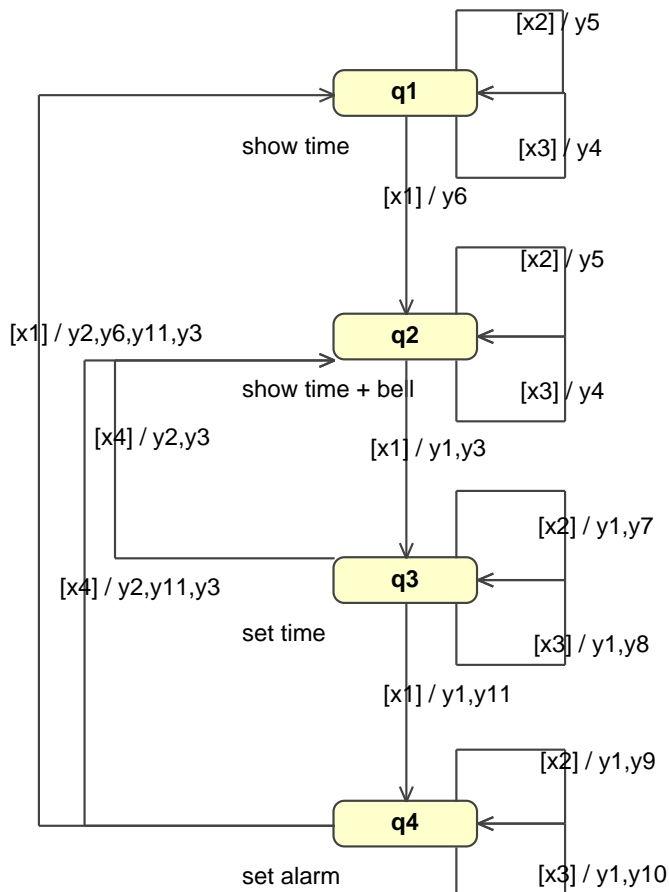 [x2] / y5
q1
show time
[x3] / y4
[x1] / y6
[x2] / y5
[x1] / y2,y6,y11,y3
q2
show time + bell
[x3] / y4
[x4] / y2,y3
[x1] / y1,y3
[x2] / y1,y7
q3
[x4] / y2,y11,y3
set time
[x3] / y1,y8
[x1] / y1,y11
[x2] / y1,y9
q4
set alarm
[x3] / y1,y10